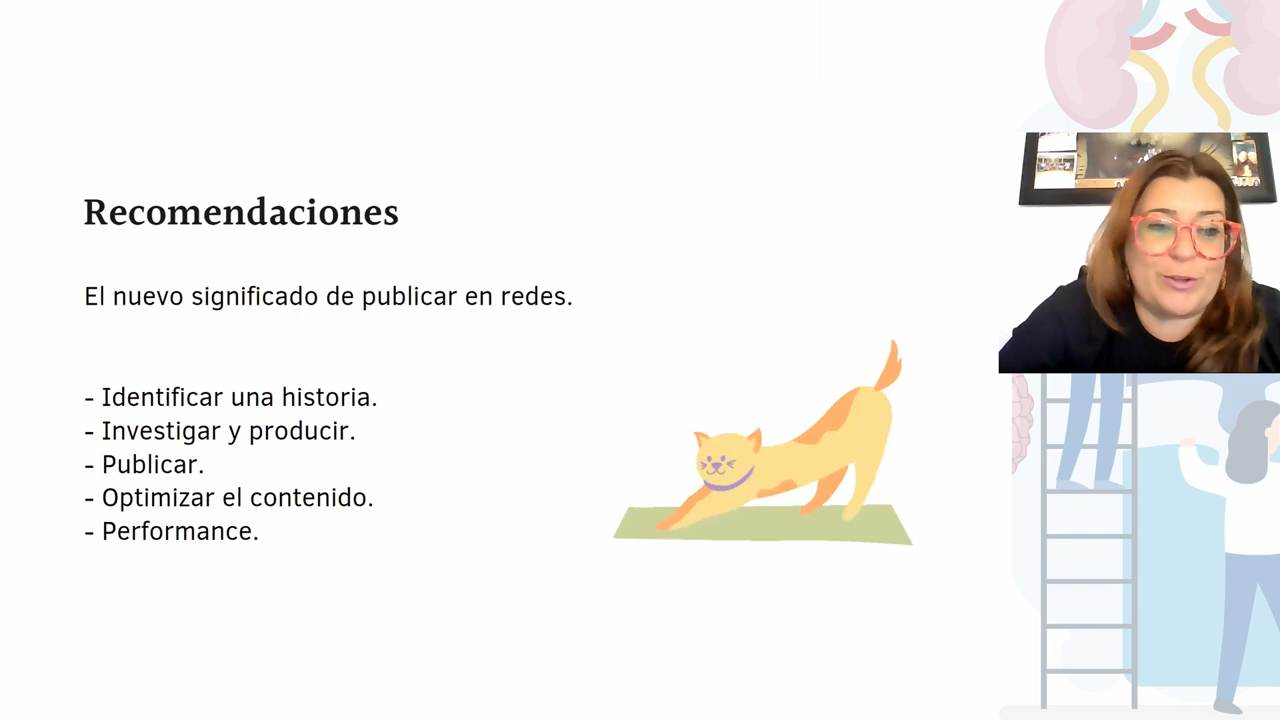 Recomendaciones
El nuevo significado de publicar en redes.
- Identificar una historia.
- Investigar y producir.
- Publicar.
- Optimizar el contenido.
- Performance.